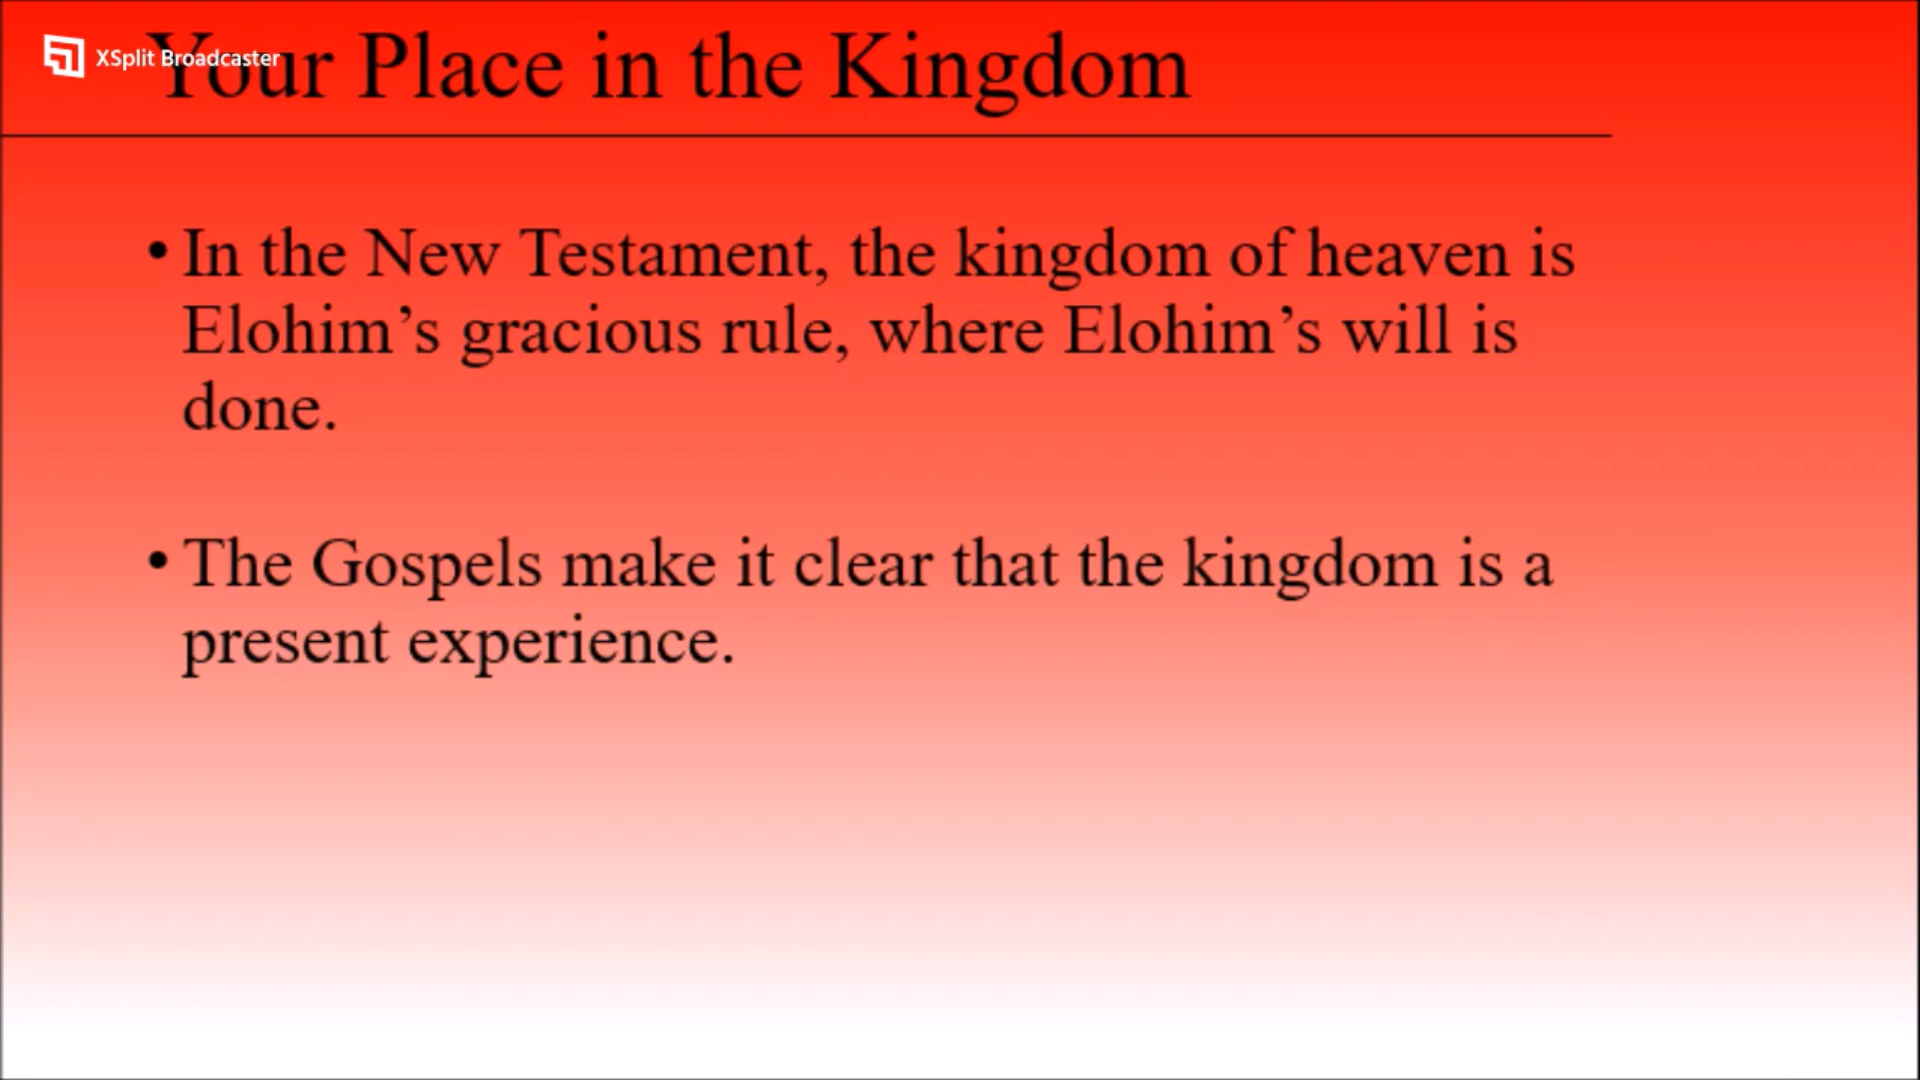 XSplit Broadcaster
Your Place in the Kingdom
• In the New Testament, the kingdom of heaven is
Elohim’s gracious rule, where Elohim’s will is
done.
• The Gospels make it clear that the kingdom is a
present experience.